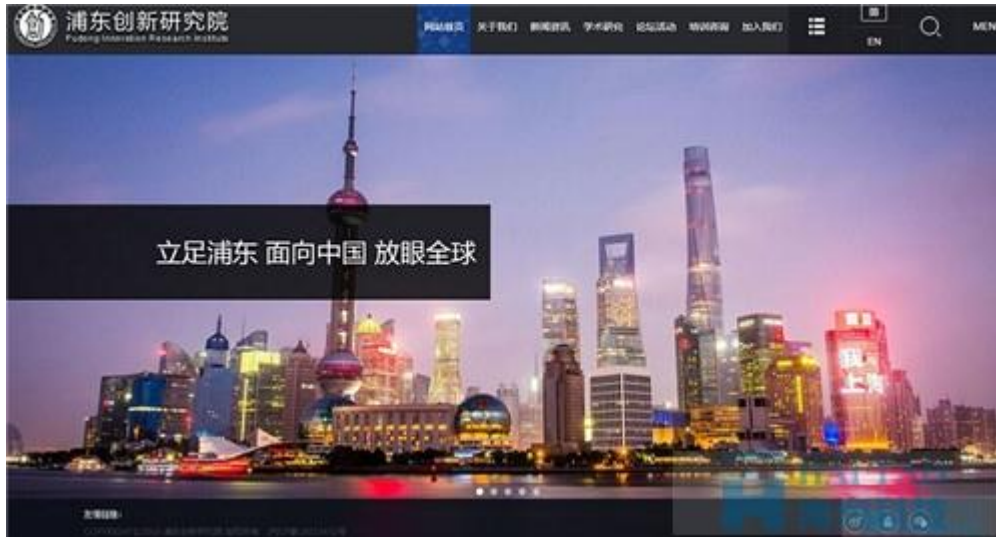 浦东创新研究院
Pudong Innovation Research Institute
网站首页 关于我们 新闻资讯 学术研究 论坛活动 培训咨询 加入我们
EN
MEN
立足浦东 面向中国 放眼全球
我
上海
友情链接: